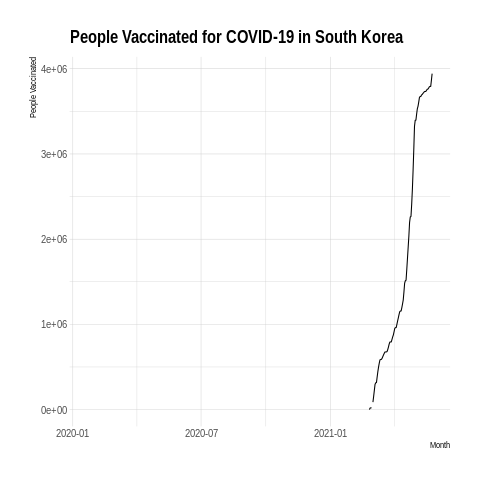 People Vaccinated for COVID-19 in South Korea
People Vaccinated
4e+06
3e+06
2e+06
1e+06
0e+00
2020-01 2020-07 2021-01
Month